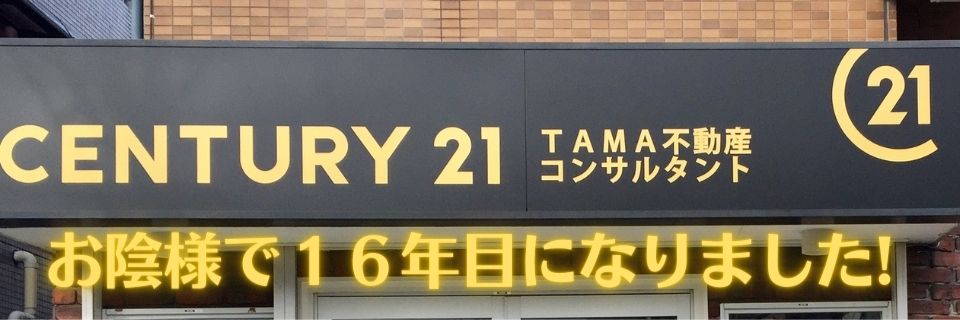 CENTURY 21
ＴＡＭＡ不動産
コンサルタント
21
お陰様で１６年目になりました!